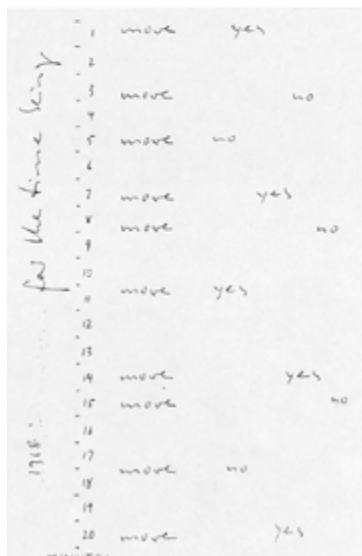 for the time being
1968
1 move yes
2
3 move no
4
5 move no
6
7 move yes
8 move no
9
10
11 move yes
12
13
14 move yes
15 move no
16
17
18 move no
19
20 move yes